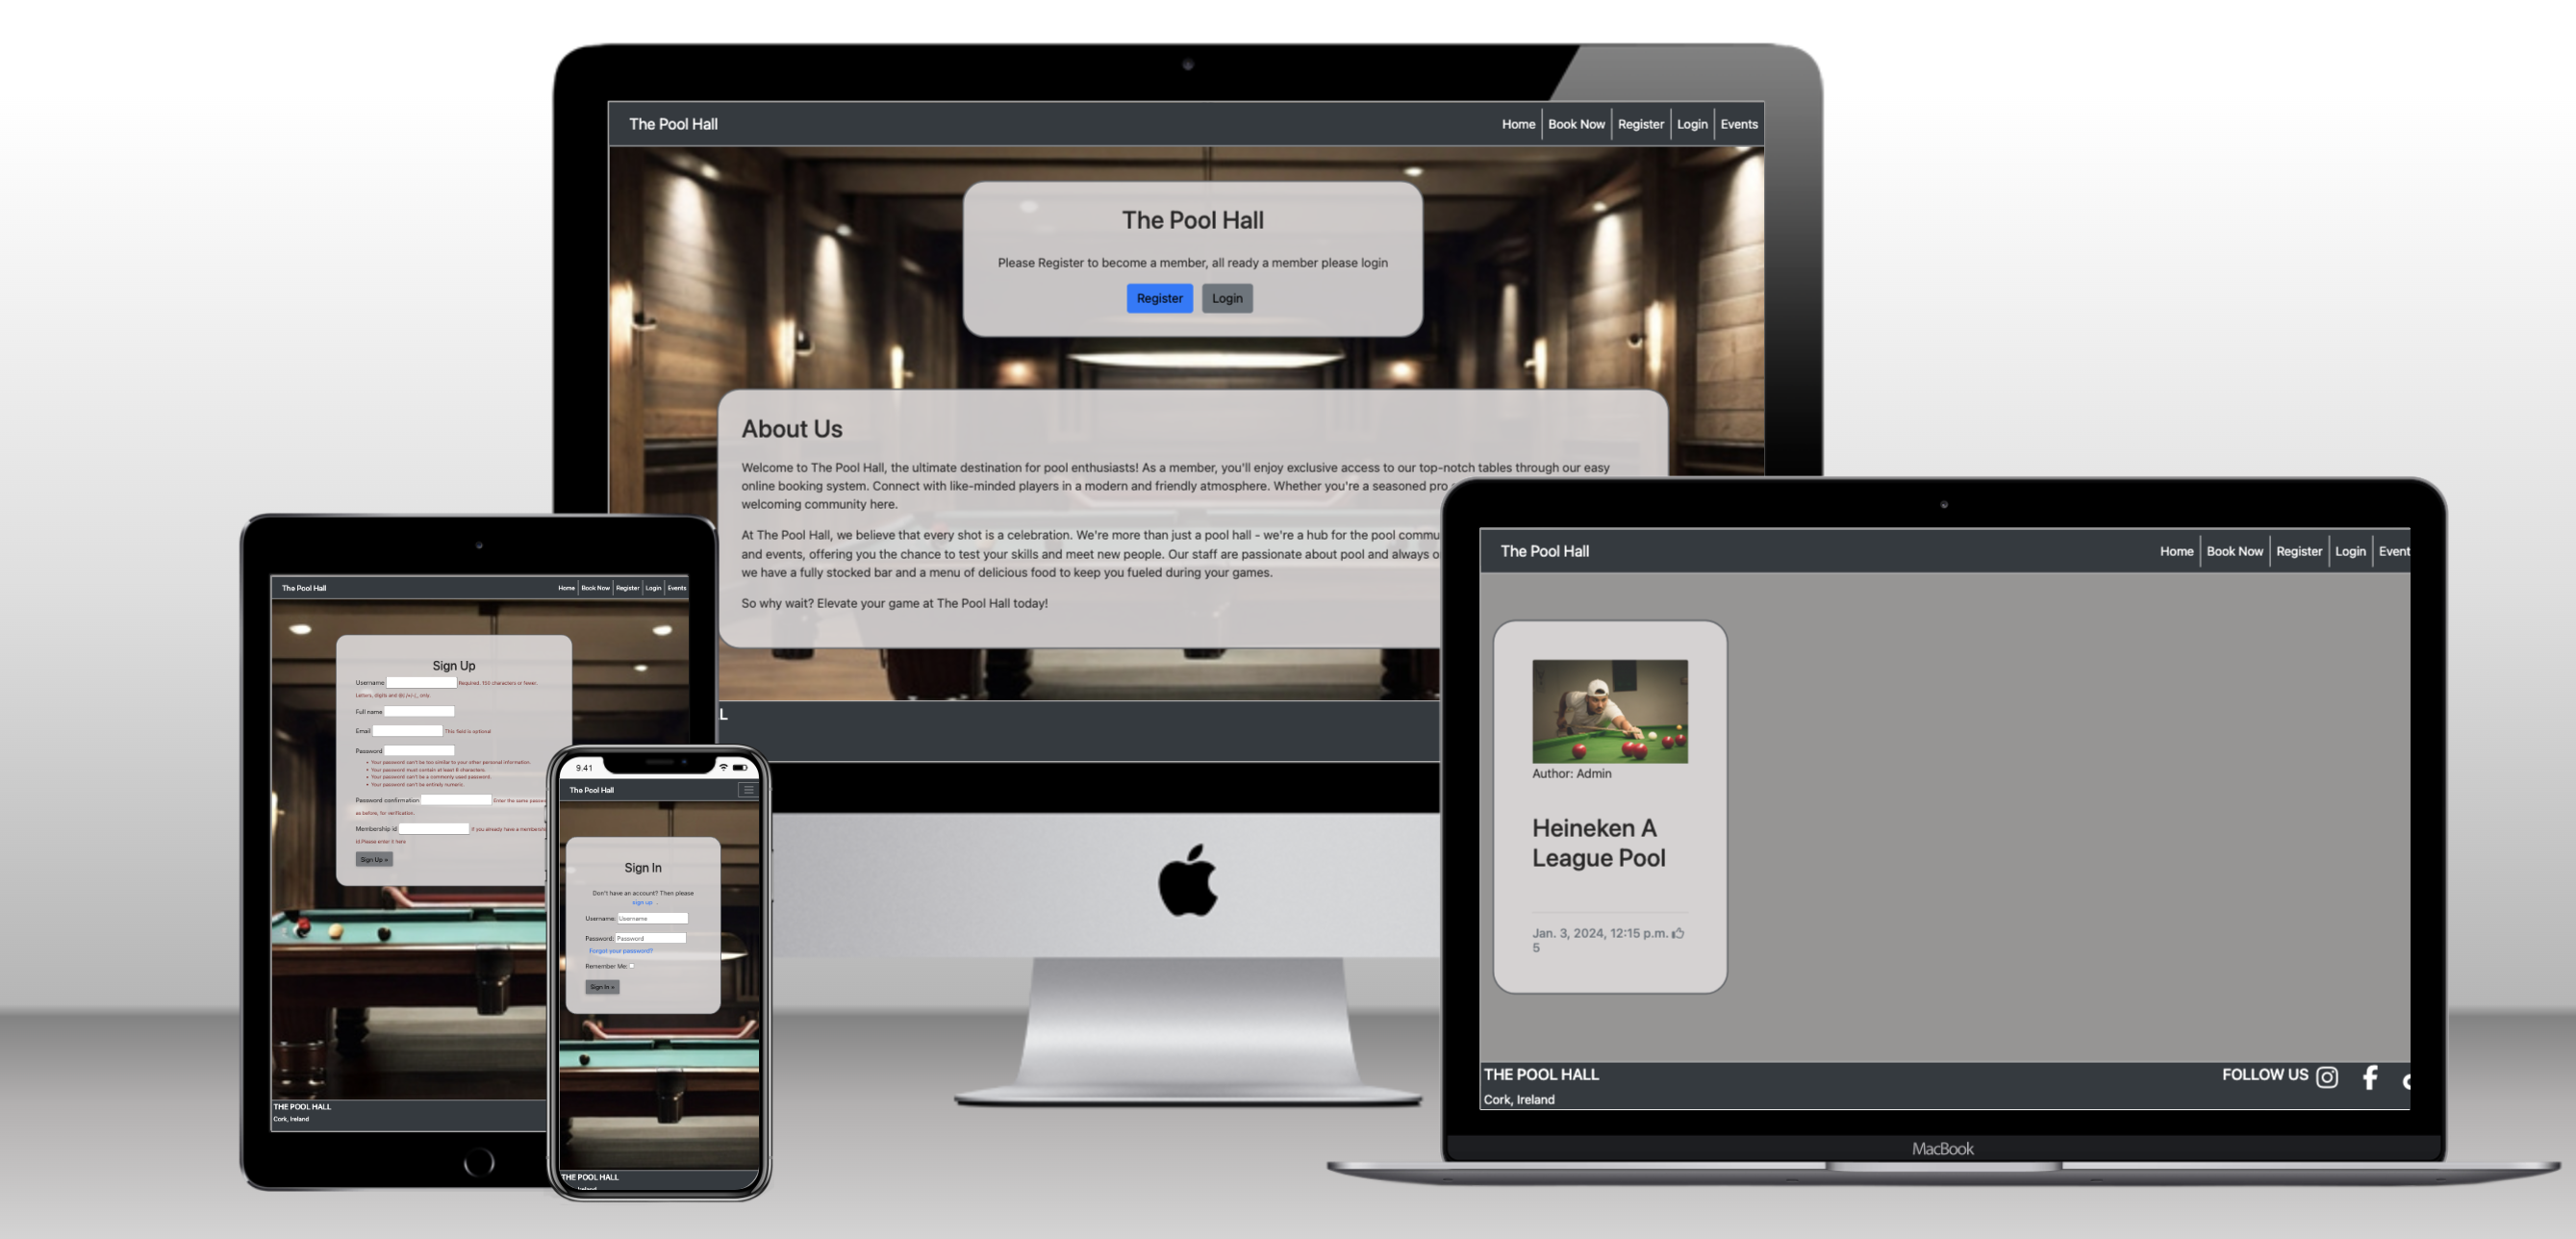 The Pool Hall
Home
Book Now
Register
Login
Events
The Pool Hall
Please Register to become a member, all ready a member please login
Register
Login
About Us
Welcome to The Pool Hall, the ultimate destination for pool enthusiasts! As a member, you'll enjoy exclusive access to our top-notch tables through our easy
online booking system. Connect with like-minded players in a modern and friendly atmosphere. Whether you're a seasoned pro
welcoming community here.
At The Pool Hall, we believe that every shot is a celebration. We're more than just a pool hall - we're a hub for the pool commu
and events, offering you the chance to test your skills and meet new people. Our staff are passionate about pool and always o
we have a fully stocked bar and a menu of delicious food to keep you fueled during your games.
So why wait? Elevate your game at The Pool Hall today!
L
The Pool Hall
Home
Book Now
Register
Login
Events
Sign Up
Username
Required. 150 characters or fewer.
Letters, digits and @/./+/-/_ only.
Full name
Email
This field is optional
Password
• Your password can't be too similar to your other personal information.
• Your password must contain at least 8 characters.
• Your password can't be a commonly used password.
• Your password can't be entirely numeric.
Password confirmation
Enter the same passwo
as before, for verification.
Membership id
If you already have a membershi
Id Please enter it here
Sign Up »
THE POOL HALL
Cork, Ireland
9.41
The Pool Hall
Sign In
Don't have an account? Then please
sign up .
Username:
Username
Password:
Password
Forgot your password?
Remember Me:
Sign In »
THE POOL HALL
Ireland
The Pool Hall
Home
Book Now
Register
Login
Event
Author: Admin
Heineken A
League Pool
Jan. 3, 2024, 12:15 p.m.
5
THE POOL HALL
Cork, Ireland
FOLLOW US
MacBook